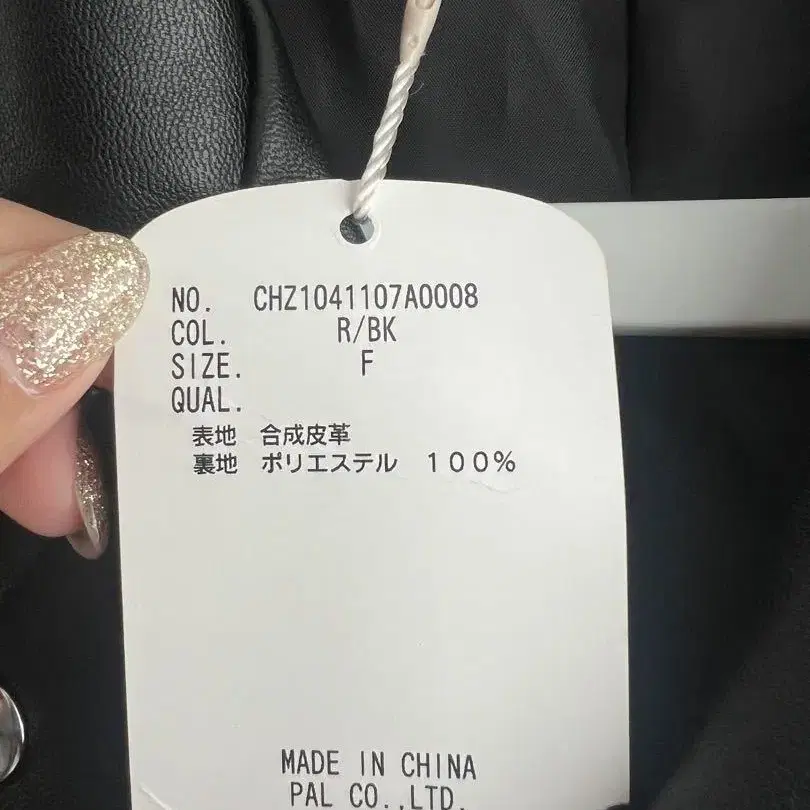 NO. CHZ1041107A0008
COL. R/BK
SIZE. F
QUAL.
表地 合成皮革
裏地 ポリエステル 100%
MADE IN CHINA
PAL CO.,LTD.